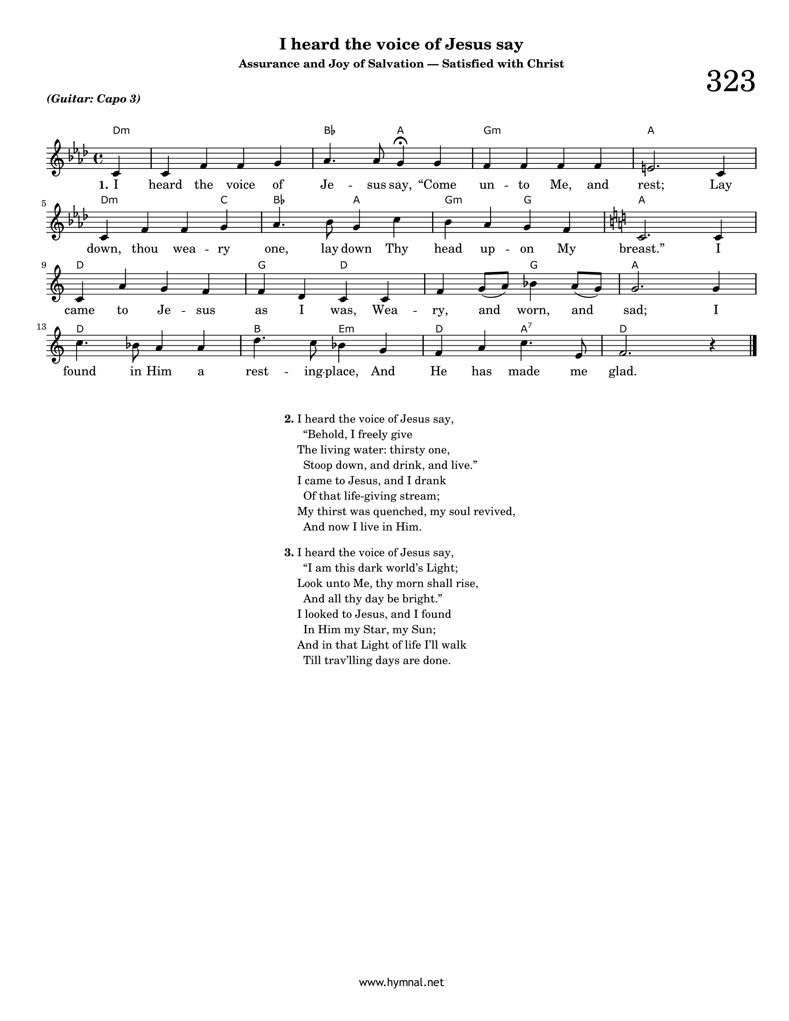 I heard the voice of Jesus say
Assurance and Joy of Salvation — Satisfied with Christ
323
(Guitar: Capo 3)
Dm B♭ A Gm A
1. I heard the voice of Je - sus say, “Come un - to Me, and rest; Lay
5 Dm C B♭ A Gm G A
down, thou wea - ry one, lay down Thy head up - on My breast.” I
9 D G D G A
came to Je - sus as I was, Wea - ry, and worn, and sad; I
13 D B Em D A7 D
found in Him a rest - ing-place, And He has made me glad.
2. I heard the voice of Jesus say,
“Behold, I freely give
The living water: thirsty one,
Stoop down, and drink, and live.”
I came to Jesus, and I drank
Of that life-giving stream;
My thirst was quenched, my soul revived,
And now I live in Him.
3. I heard the voice of Jesus say,
“I am this dark world’s Light;
Look unto Me, thy morn shall rise,
And all thy day be bright.”
I looked to Jesus, and I found
In Him my Star, my Sun;
And in that Light of life I’ll walk
Till trav’lling days are done.
www.hymnal.net